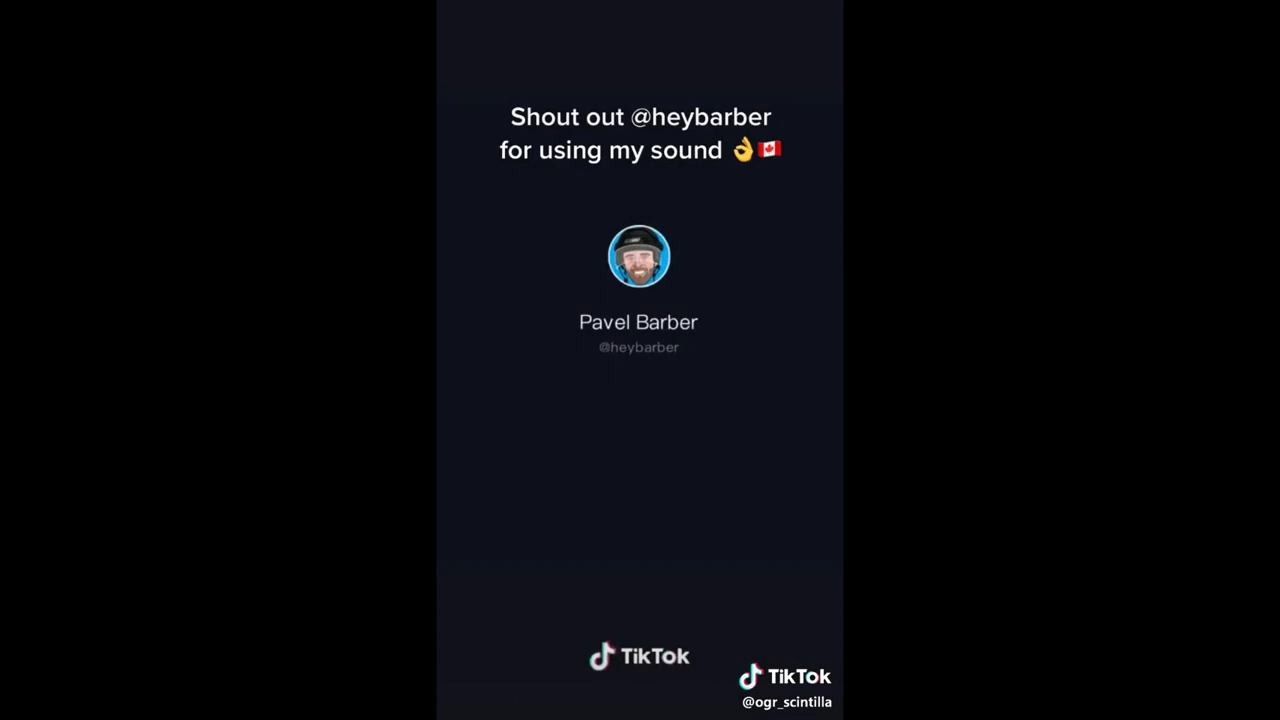 Shout out @heybarber
for using my sound 👌🇨🇦
Pavel Barber
@heybarber
TikTok
TikTok
@ogr_scintilla